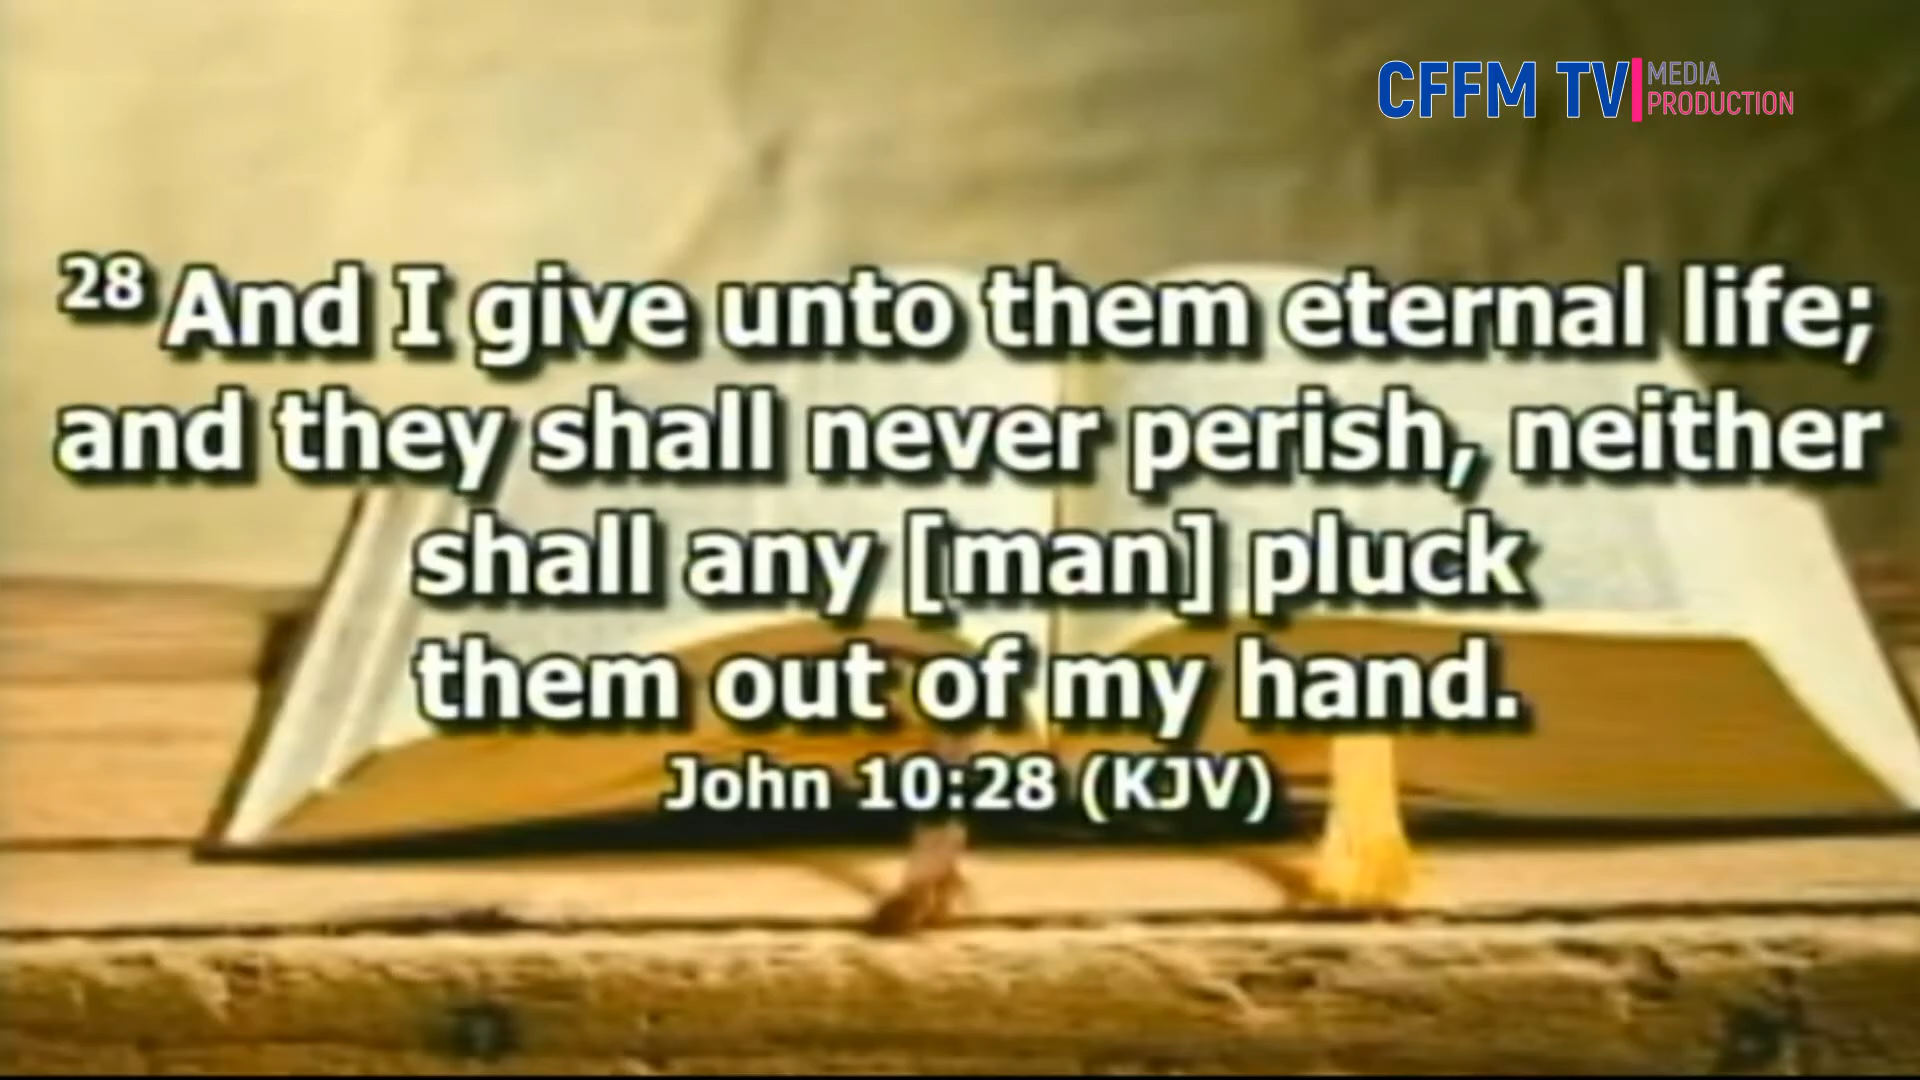 CFFM TV
MEDIA
PRODUCTION
28 And I give unto them eternal life;
and they shall never perish, neither
shall any [man] pluck
them out of my hand.
John 10:28 (KJV)